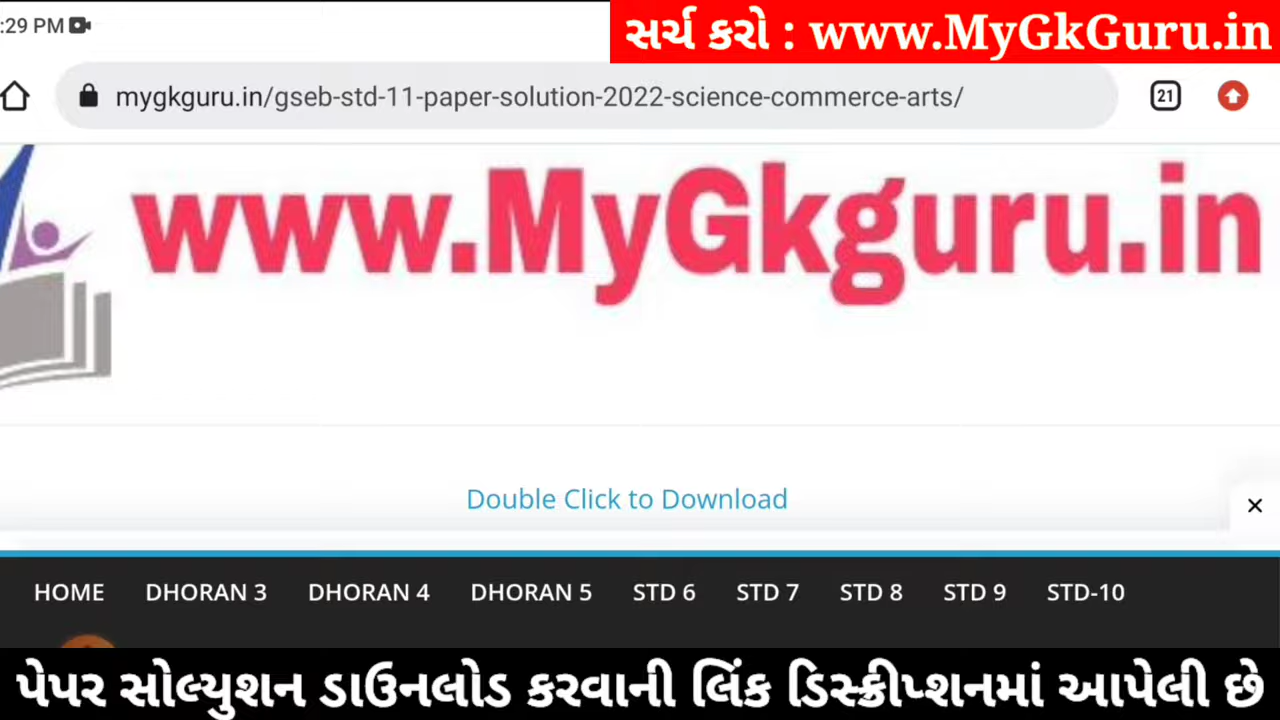 :29 PM
સર્ચ કરો : www.MyGkGuru.in
mygkguru.in/gseb-std-11-paper-solution-2022-science-commerce-arts/
21
www.MyGkguru.in
Double Click to Download
×
HOME DHORAN 3 DHORAN 4 DHORAN 5 STD 6 STD 7 STD 8 STD 9 STD-10
પેપર સોલ્યુશન ડાઉનલોડ કરવાની લિંક ડિસ્ક્રીપ્શનમાં આપેલી છે